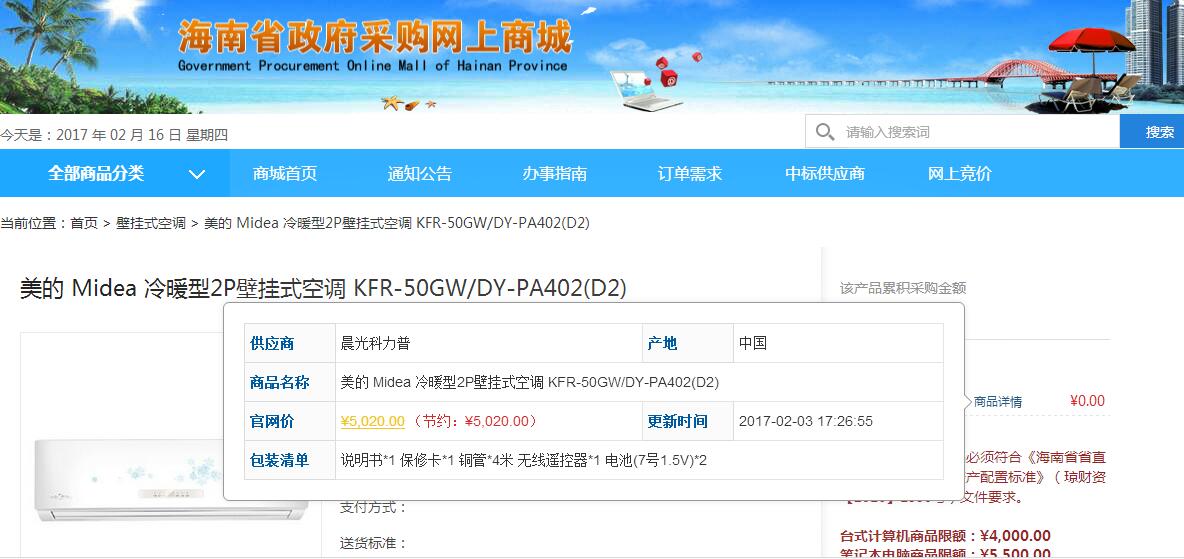 海南省政府采购网上商城
Government Procurement Online Mall of Hainan Province
今天是：2017 年 02 月 16 日 星期四
请输入搜索词 搜索
全部商品分类 商城首页 通知公告 办事指南 订单需求 中标供应商 网上竞价
当前位置：首页 > 壁挂式空调 > 美的 Midea 冷暖型2P壁挂式空调 KFR-50GW/DY-PA402(D2)
美的 Midea 冷暖型2P壁挂式空调 KFR-50GW/DY-PA402(D2)
该产品累积采购金额
供应商 晨光科力普 产地 中国
商品名称 美的 Midea 冷暖型2P壁挂式空调 KFR-50GW/DY-PA402(D2)
官网价 ¥5,020.00（节约：¥5,020.00） 更新时间 2017-02-03 17:26:55
包装清单 说明书*1 保修卡*1 铜管*4米 无线遥控器*1 电池(7号1.5V)*2
商品详情 ¥0.00
必须符合《海南省省直
产配置标准》（琼财资
文件要求。
支付方式：
送货标准：
台式计算机商品限额：¥4,000.00
笔记本电脑商品限额：¥5,500.00